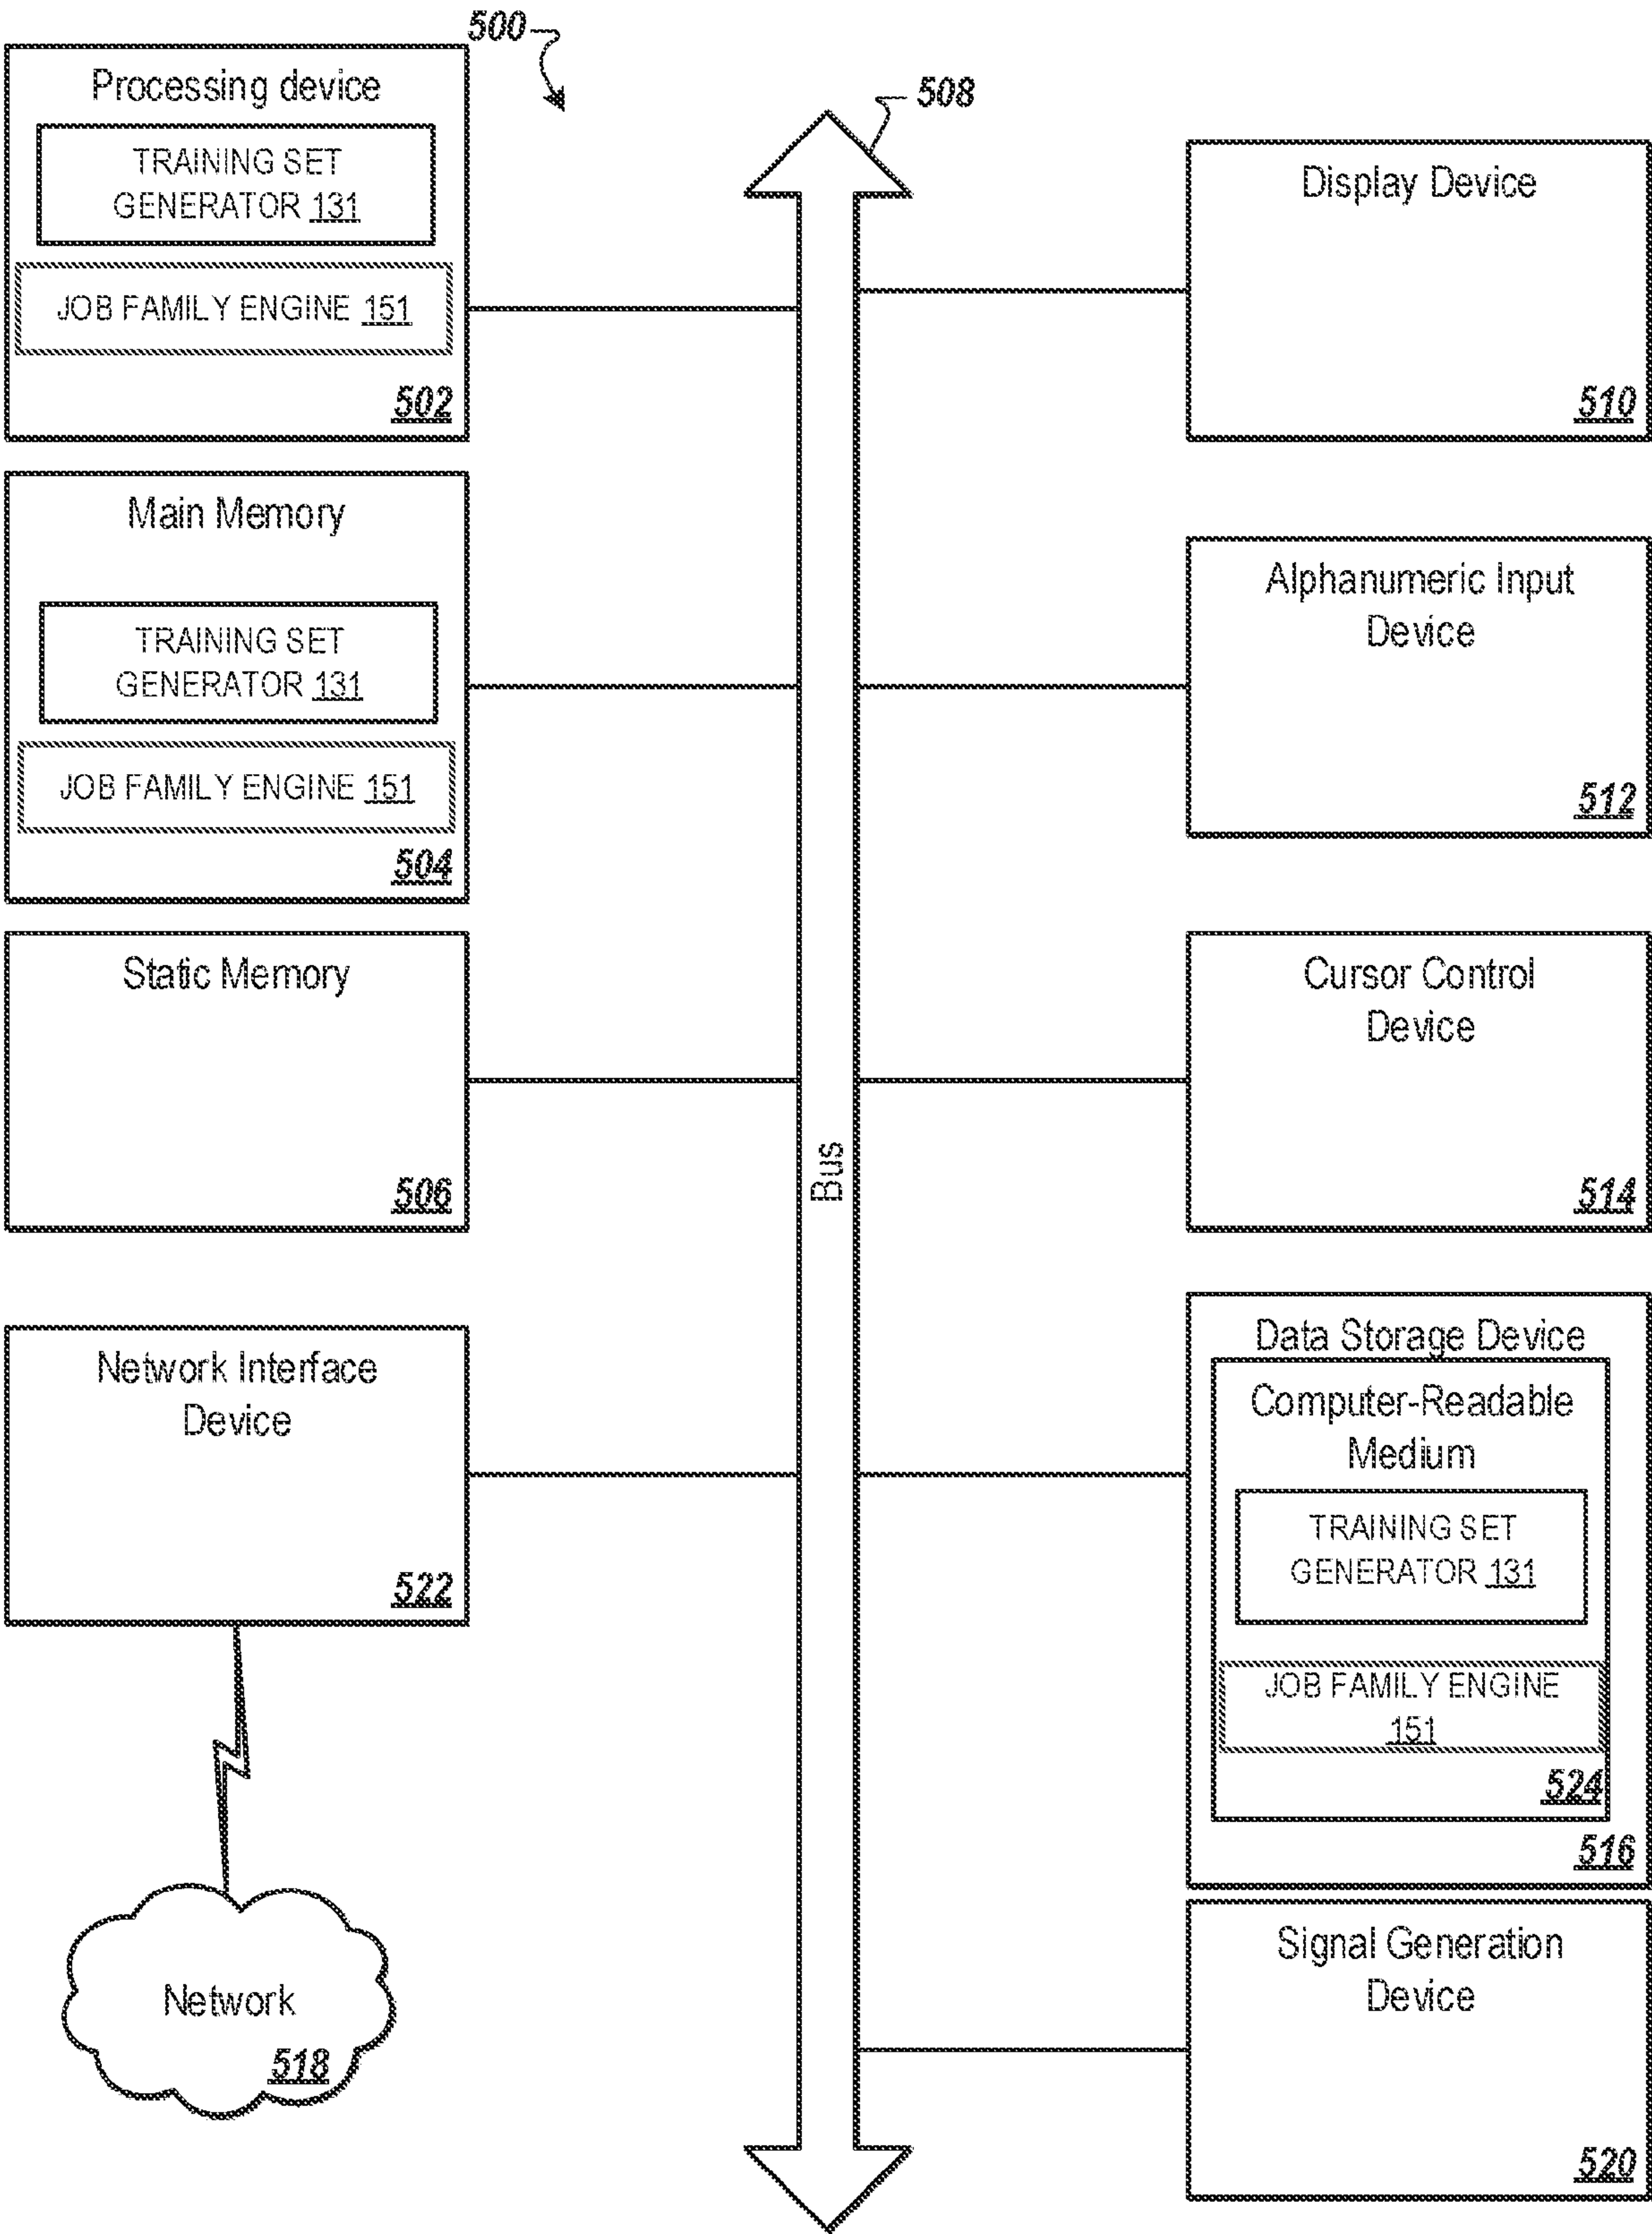 500
508
Processing device
TRAINING SET
GENERATOR 131
JOB FAMILY ENGINE 151
502
Main Memory
TRAINING SET
GENERATOR 131
JOB FAMILY ENGINE 151
504
Static Memory
506
Network Interface
Device
522
Network
518
Bus
Display Device
510
Alphanumeric Input
Device
512
Cursor Control
Device
514
Data Storage Device
Computer-Readable
Medium
TRAINING SET
GENERATOR 131
JOB FAMILY ENGINE
151
524
516
Signal Generation
Device
520